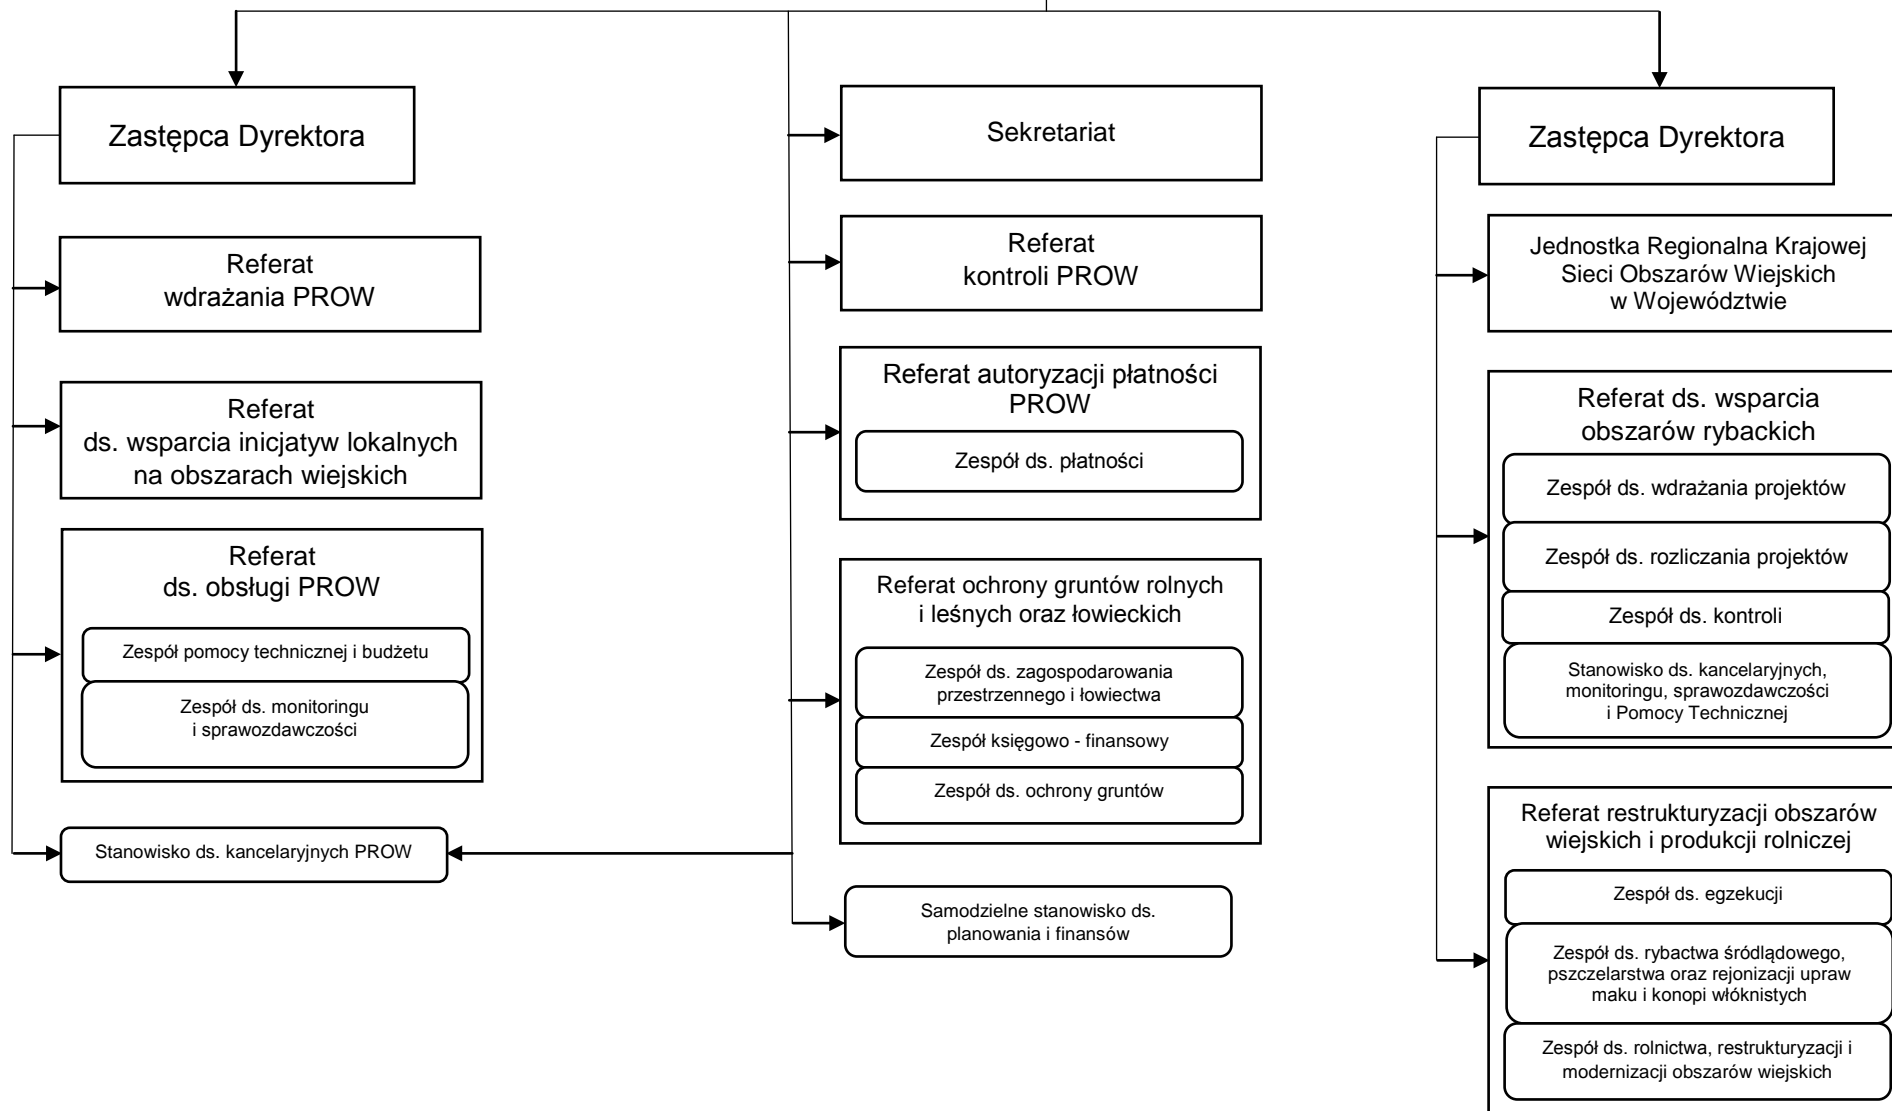 Zastępca Dyrektora
Referat
wdrażania PROW
Referat
ds. wsparcia inicjatyw lokalnych
na obszarach wiejskich
Referat
ds. obsługi PROW
Zespół pomocy technicznej i budżetu
Zespół ds. monitoringu
i sprawozdawczości
Stanowisko ds. kancelaryjnych PROW
Sekretariat
Referat
kontroli PROW
Referat autoryzacji płatności
PROW
Zespół ds. płatności
Referat ochrony gruntów rolnych
i leśnych oraz łowieckich
Zespół ds. zagospodarowania
przestrzennego i łowiectwa
Zespół księgowo - finansowy
Zespół ds. ochrony gruntów
Samodzielne stanowisko ds.
planowania i finansów
Zastępca Dyrektora
Jednostka Regionalna Krajowej
Sieci Obszarów Wiejskich
w Województwie
Referat ds. wsparcia
obszarów rybackich
Zespół ds. wdrażania projektów
Zespół ds. rozliczania projektów
Zespół ds. kontroli
Stanowisko ds. kancelaryjnych,
monitoringu, sprawozdawczości
i Pomocy Technicznej
Referat restrukturyzacji obszarów
wiejskich i produkcji rolniczej
Zespół ds. egzekucji
Zespół ds. rybactwa śródlądowego,
pszczelarstwa oraz rejonizacji upraw
maku i konopi włóknistych
Zespół ds. rolnictwa, restrukturyzacji i
modernizacji obszarów wiejskich